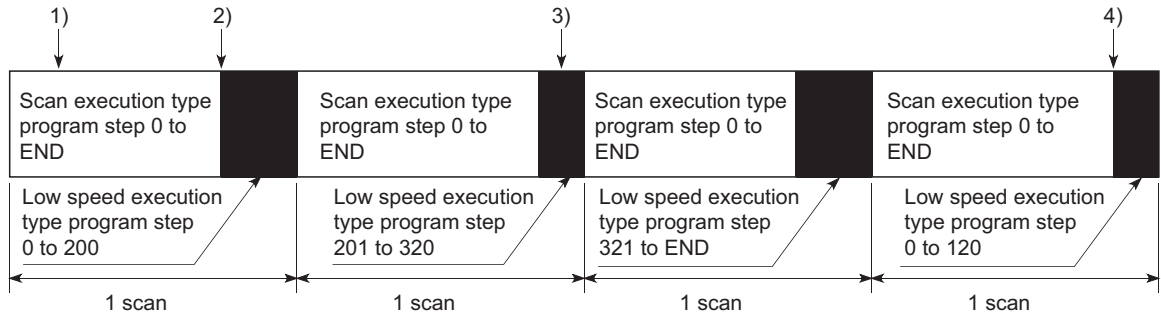 1)
2)
3)
4)
Scan execution type
program step 0 to
END
Scan execution type
program step 0 to
END
Scan execution type
program step 0 to
END
Scan execution type
program step 0 to
END
Low speed execution
type program step
0 to 200
Low speed execution
type program step
201 to 320
Low speed execution
type program step
321 to END
Low speed execution
type program step
0 to 120
1 scan
1 scan
1 scan
1 scan